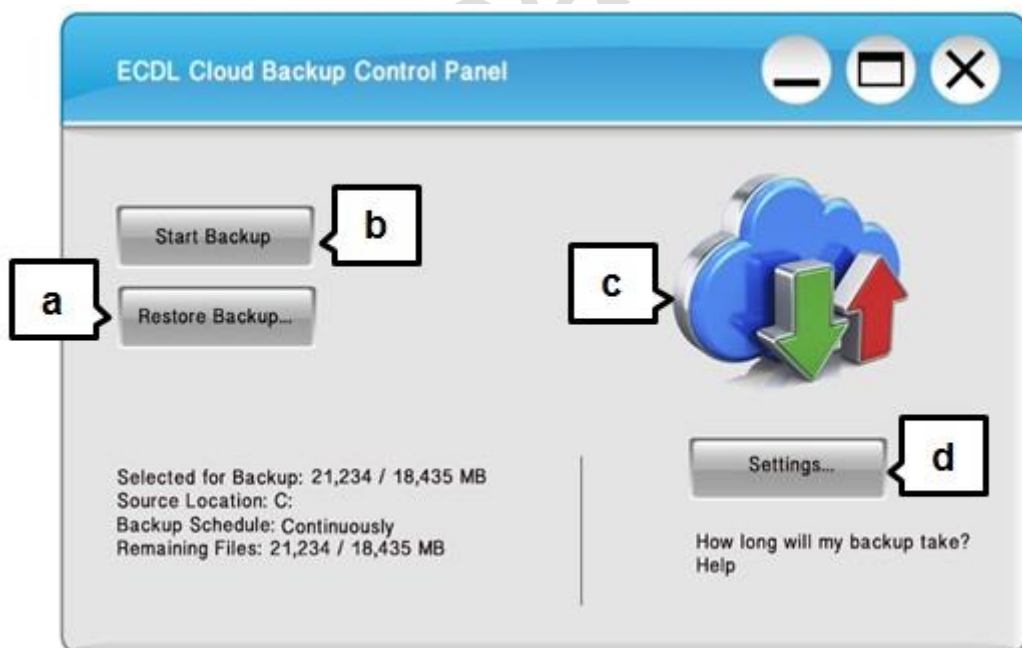 ECDL Cloud Backup Control Panel
Start Backup
b
a
Restore Backup...
c
Settings...
d
Selected for Backup: 21,234 / 18,435 MB
Source Location: C:
Backup Schedule: Continuously
Remaining Files: 21,234 / 18,435 MB
How long will my backup take?
Help